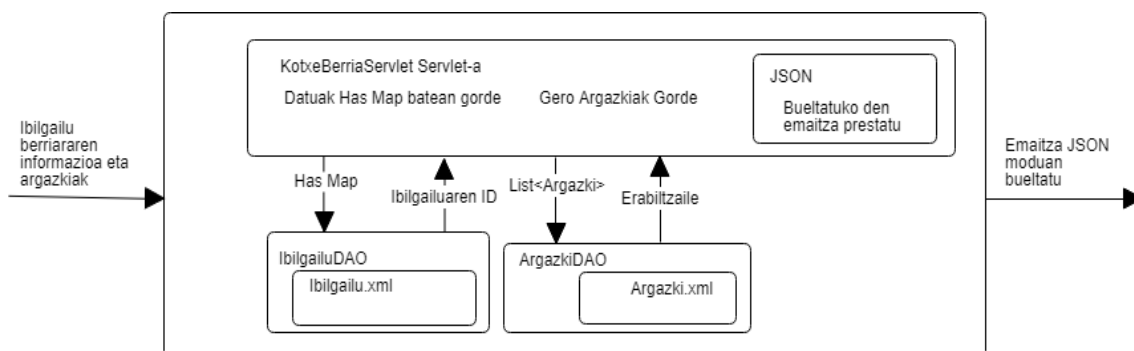 KotxeBerriaServlet Servlet-a
Datuak Has Map batean gorde
Gero Argazkiak Gorde
JSON
Bueltatuko den
emaitza prestatu
Ibilgailu
berriararen
informazioa eta
argazkiak
Emaitza JSON
moduan
bueltatu
Has Map
Ibilgailuaren ID
List<Argazki>
Erabiltzaile
IbilgailuDAO
Ibilgailu.xml
ArgazkiDAO
Argazki.xml